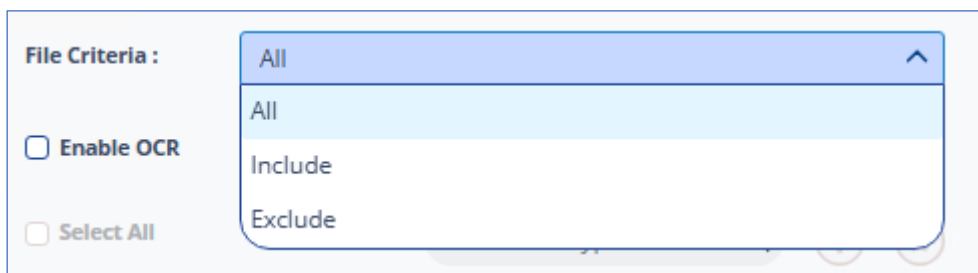 File Criteria :
All
All
Enable OCR
Include
Select All
Exclude